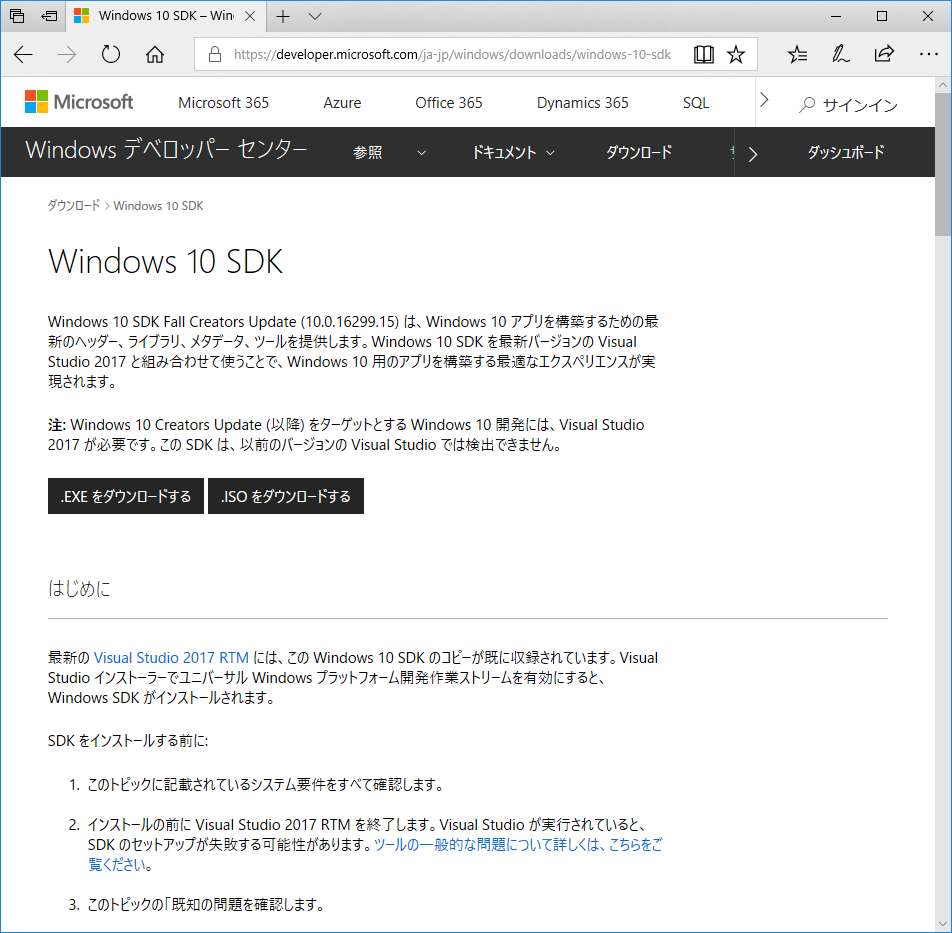 Windows 10 SDK – Win
https://developer.microsoft.com/ja-jp/windows/downloads/windows-10-sdk
Microsoft Microsoft 365 Azure Office 365 Dynamics 365 SQL サインイン
Windows デベロッパー センター 参照 ドキュメント ダウンロード ダッシュボード
ダウンロード > Windows 10 SDK
Windows 10 SDK
Windows 10 SDK Fall Creators Update (10.0.16299.15) は、Windows 10 アプリを構築するための最
新のヘッダー、ライブラリ、メタデータ、ツールを提供します。Windows 10 SDK を最新バージョンの Visual
Studio 2017 と組み合わせて使うことで、Windows 10 用のアプリを構築する最適なエクスペリエンスが実
現されます。
注: Windows 10 Creators Update (以降) をターゲットとする Windows 10 開発には、Visual Studio
2017 が必要です。この SDK は、以前のバージョンの Visual Studio では検出できません。
.EXE をダウンロードする .ISO をダウンロードする
はじめに
最新の Visual Studio 2017 RTM には、この Windows 10 SDK のコピーが既に収録されています。Visual
Studio インストーラーでユニバーサル Windows プラットフォーム開発作業ストリームを有効にすると、
Windows SDK がインストールされます。
SDK をインストールする前に:
1. このトピックに記載されているシステム要件をすべて確認します。
2. インストールの前に Visual Studio 2017 RTM を終了します。Visual Studio が実行されていると、
SDK のセットアップが失敗する可能性があります。ツールの一般的な問題について詳しくは、こちらをご
覧ください。
3. このトピックの「既知の問題を確認します。